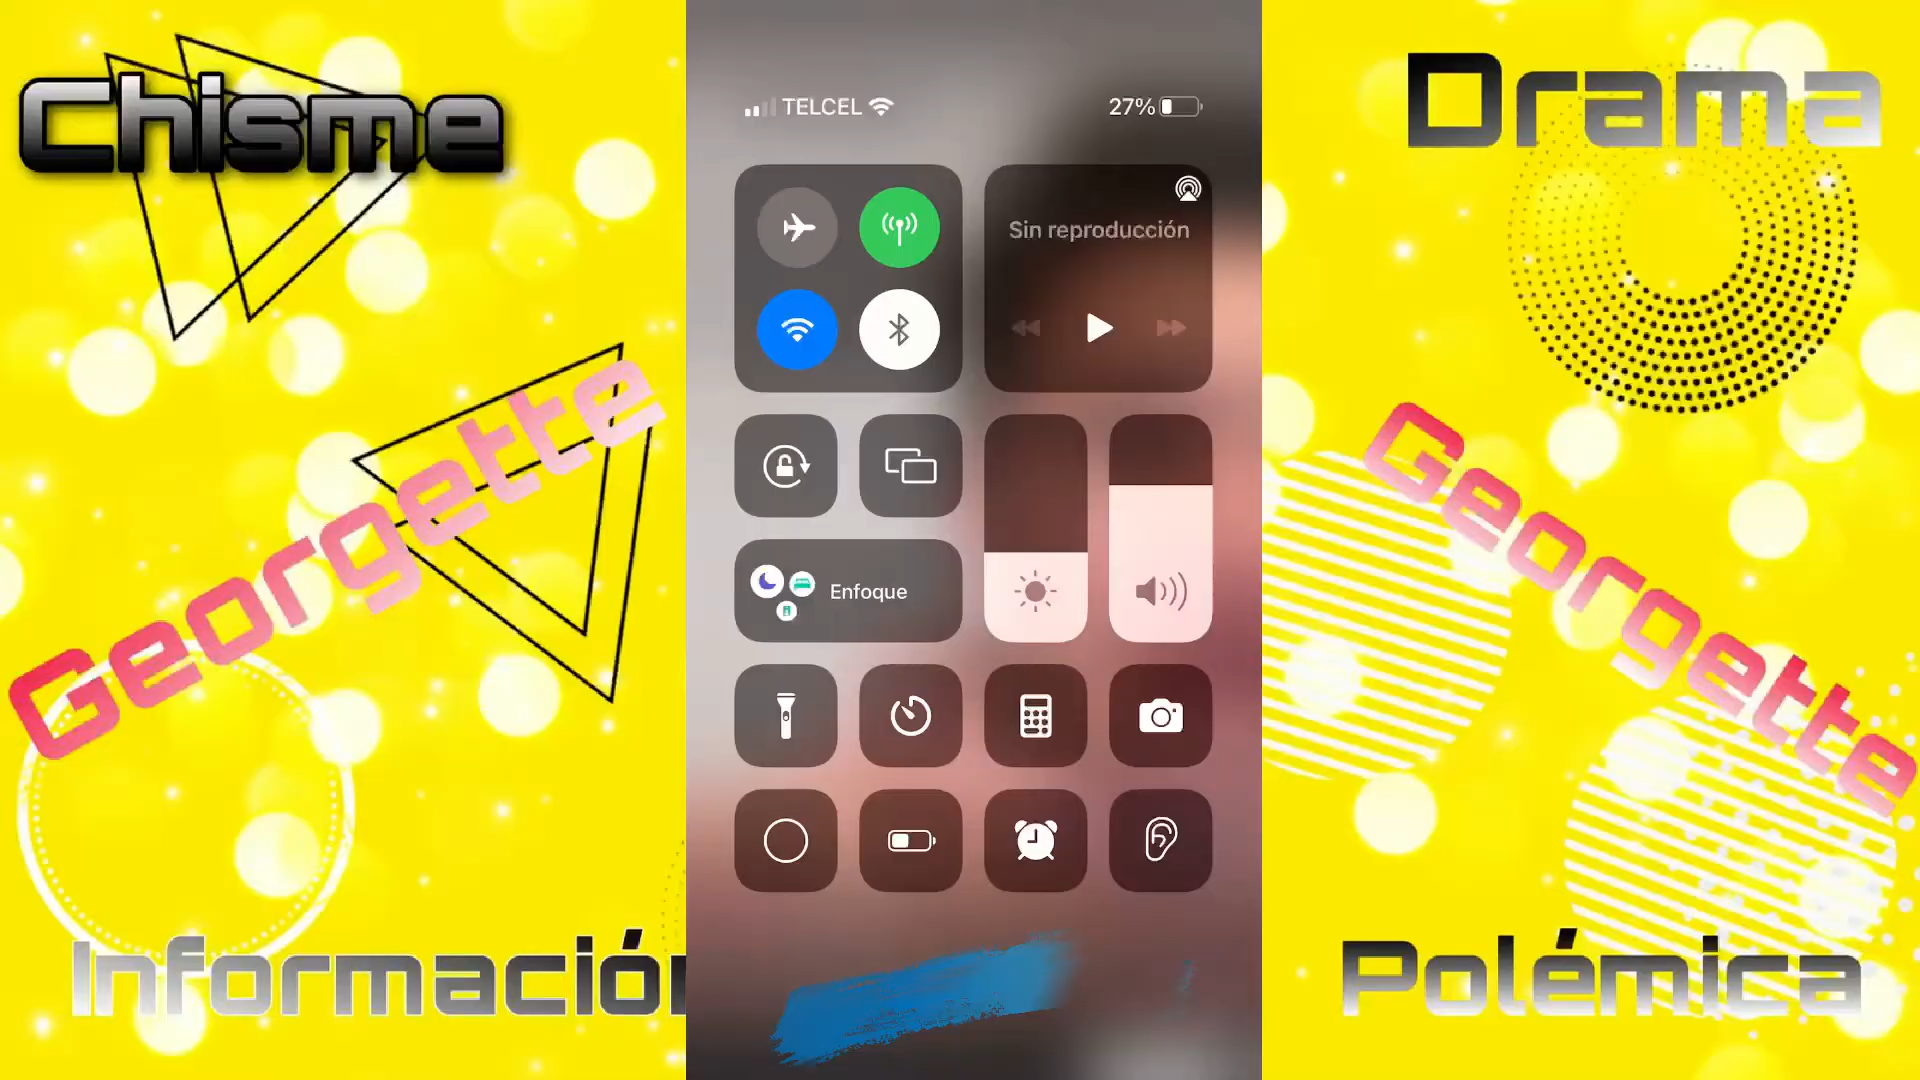 Chisme
Georgette
Información
TELCEL
27%
Sin reproducción
Enfoque
Drama
Georgette
Polémica